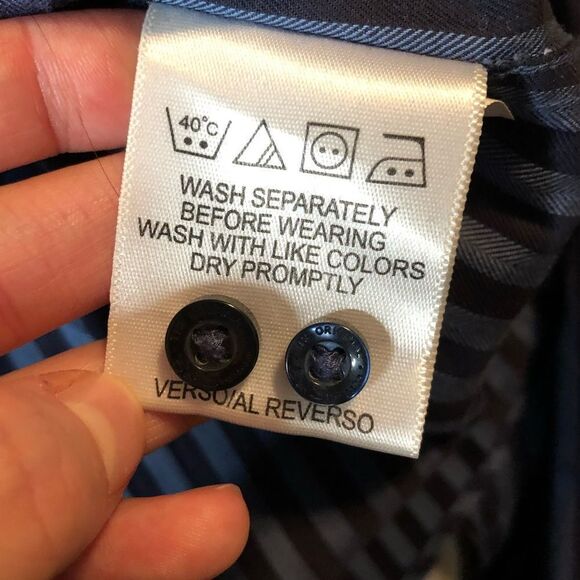 40°C
WASH SEPARATELY
BEFORE WEARING
WASH WITH LIKE COLORS
DRY PROMPTLY
VERSO/AL REVERSO